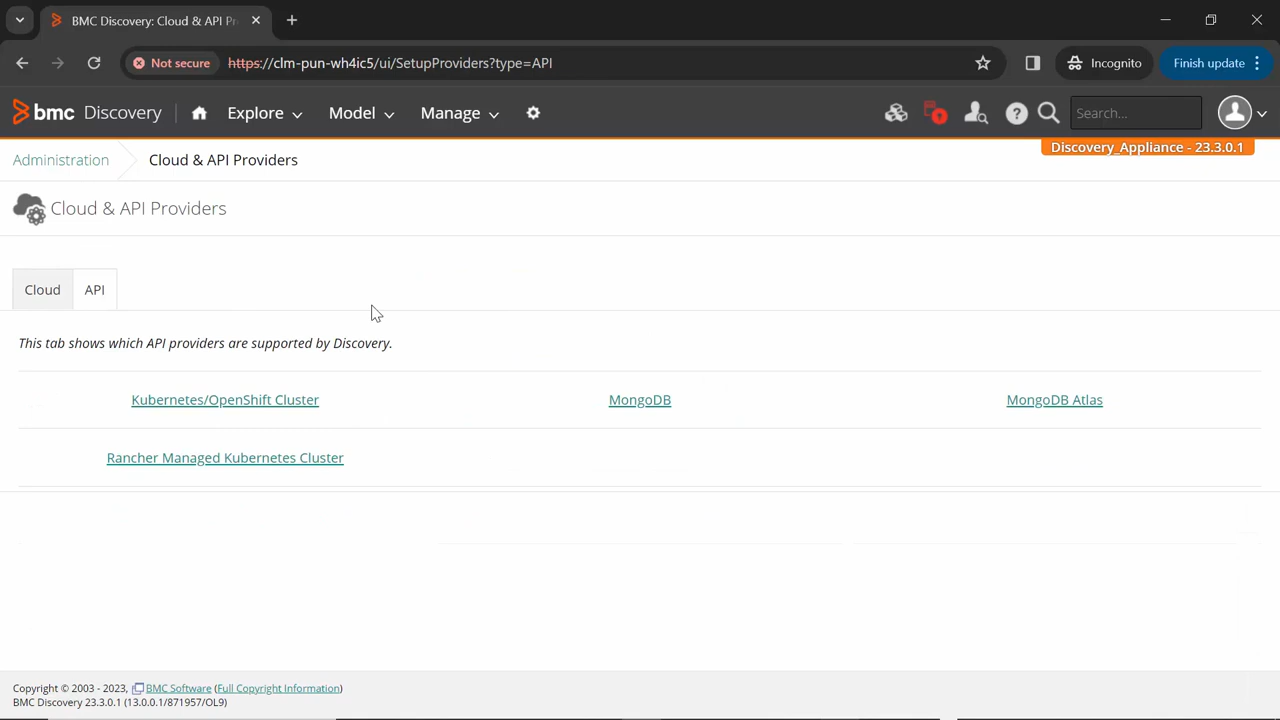 BMC Discovery: Cloud & API Pr
Not secure
https://clm-pun-wh4ic5/ui/SetupProviders?type=API
Incognito
Finish update
bmc Discovery
Explore
Model
Manage
Search...
Administration
Cloud & API Providers
Discovery_Appliance - 23.3.0.1
Cloud & API Providers
Cloud
API
This tab shows which API providers are supported by Discovery.
Kubernetes/OpenShift Cluster
MongoDB
MongoDB Atlas
Rancher Managed Kubernetes Cluster
Copyright © 2003 - 2023, BMC Software (Full Copyright Information)
BMC Discovery 23.3.0.1 (13.0.0.1/871957/OL9)